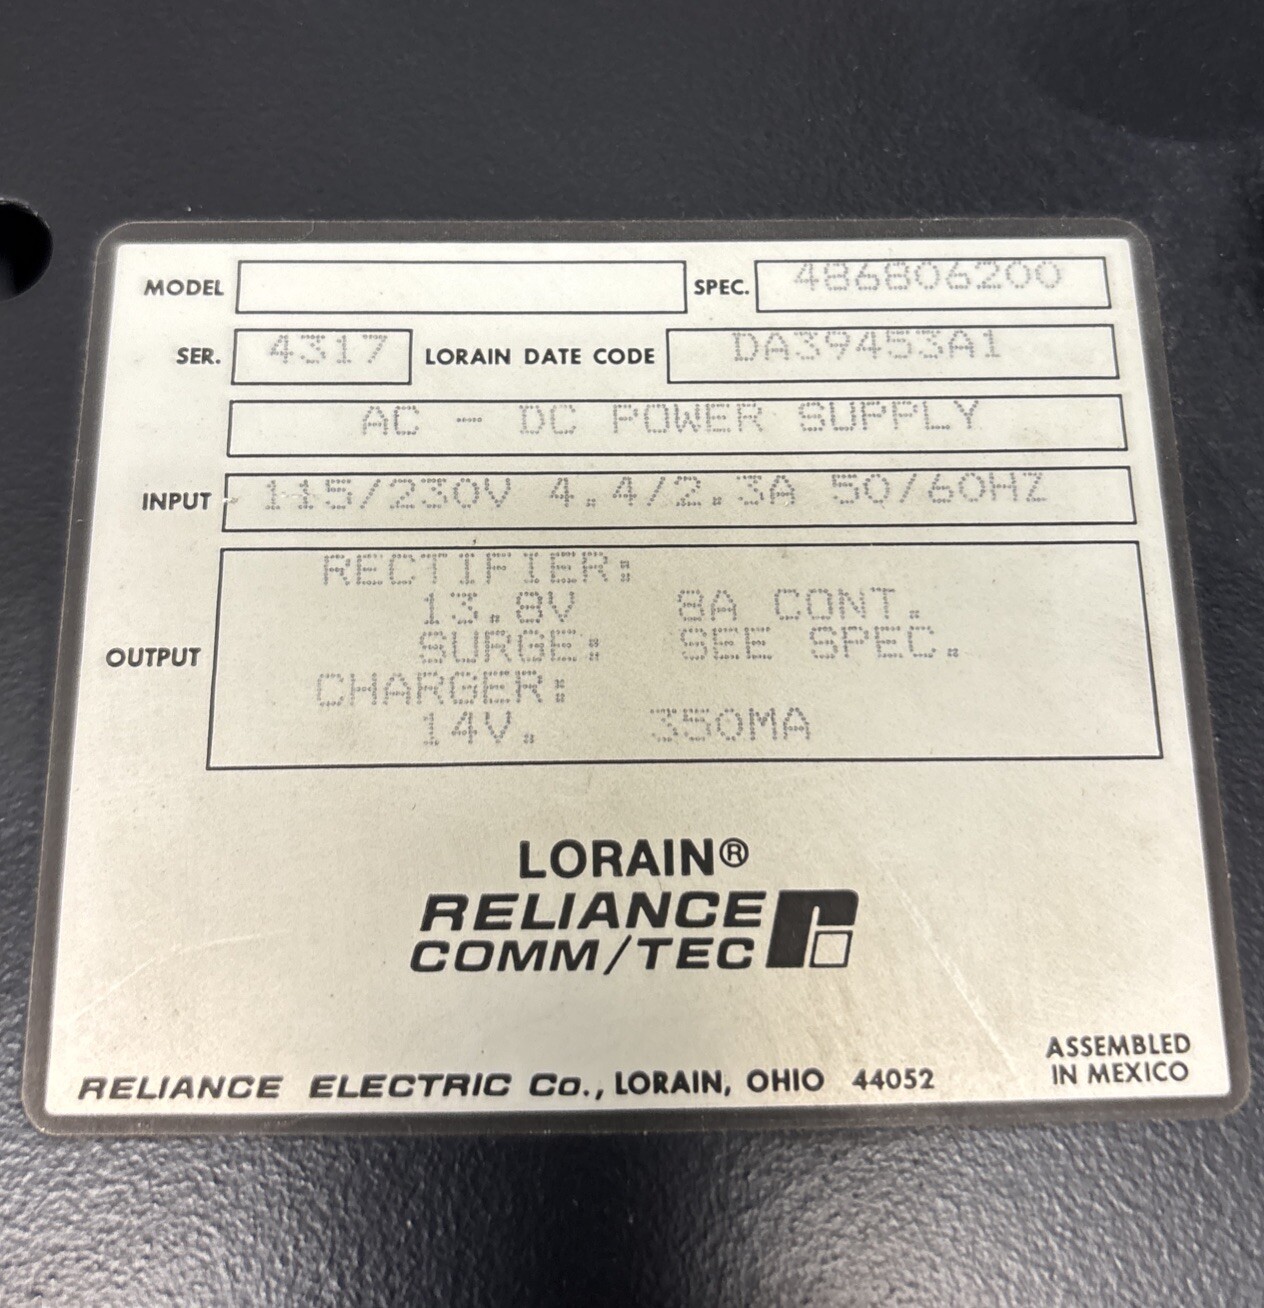 MODEL SPEC. 486806200
SER. 4317 LORAIN DATE CODE DA39453A1
AC - DC POWER SUPPLY
INPUT 115/230V 4.4/2.3A 50/60HZ
RECTIFIER:
13.8V 8A CONT.
SURGE: SEE SPEC.
OUTPUT
CHARGER:
14V. 350MA
LORAIN®
RELIANCE
COMM/TEC
ASSEMBLED
IN MEXICO
RELIANCE ELECTRIC Co., LORAIN, OHIO 44052